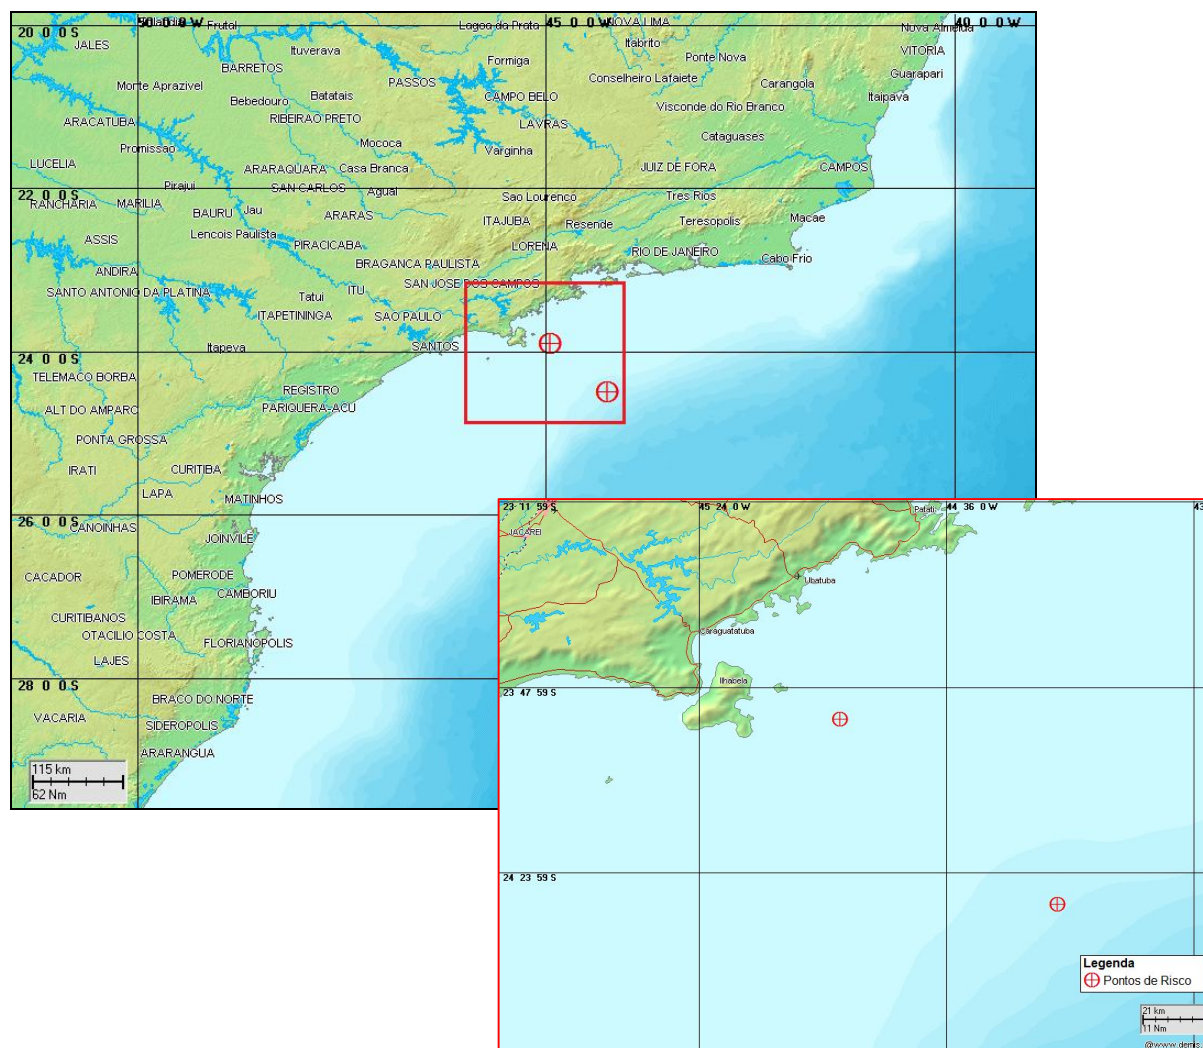 50 0 0 W
45 0 0 W
40 0 0 W
20 0 0 S
Frutal
Lagoa da Prata
NOVA LIMA
Nova Almeida
JALES
Ituverava
Itabrito
VITORIA
BARRETOS
Formiga
Ponte Nova
Guarapari
Monte Aprazivel
PASSOS
Conselheiro Lafaiete
Carangola
Bebedouro
Batatais
CAMPO BELO
Itaipava
ARACATUBA
RIBEIRAO PRETO
LAVRAS
Visconde do Rio Branco
Promissao
Mococa
Varginha
Cataguases
LUCELIA
ARARAQUARA
Casa Branca
JUIZ DE FORA
CAMPOS
22 0 0 S
Pirajui
SAN CARLOS
Aguai
Sao Lourenco
Tres Rios
RANCHARIA
MARILIA
BAURU
Jau
ARARAS
ITAJUBA
Resende
Teresopolis
Macae
ASSIS
Lencois Paulista
PIRACICABA
LORENA
RIO DE JANEIRO
Cabo Frio
ANDIRA
BRAGANCA PAULISTA
SANTO ANTONIO DA PLATINA
Tatui
ITU
SAN JOSE DOS CAMPOS
ITAPETININGA
SAO PAULO
Itapeva
SANTOS
24 0 0 S
TELEMACO BORBA
REGISTRO
ALT DO AMPARO
PARIQUERA-ACU
PONTA GROSSA
IRATI
CURITIBA
LAPA
MATINHOS
26 0 0 S
CANOINHAS
JOINVILE
CACADOR
POMERODE
IBIRAMA
CAMBORIU
CURITIBANOS
OTACILIO COSTA
FLORIANOPOLIS
LAJES
28 0 0 S
BRACO DO NORTE
VACARIA
SIDEROPOLIS
ARARANGUA
115 km
62 Nm
23 11 59 S
45 24 0 W
44 36 0 W
43
Parati
JACAREI
Ubatuba
Caraguatatuba
Ilhabela
23 47 59 S
24 23 59 S
Legenda
Pontos de Risco
21 km
11 Nm
@www.demis